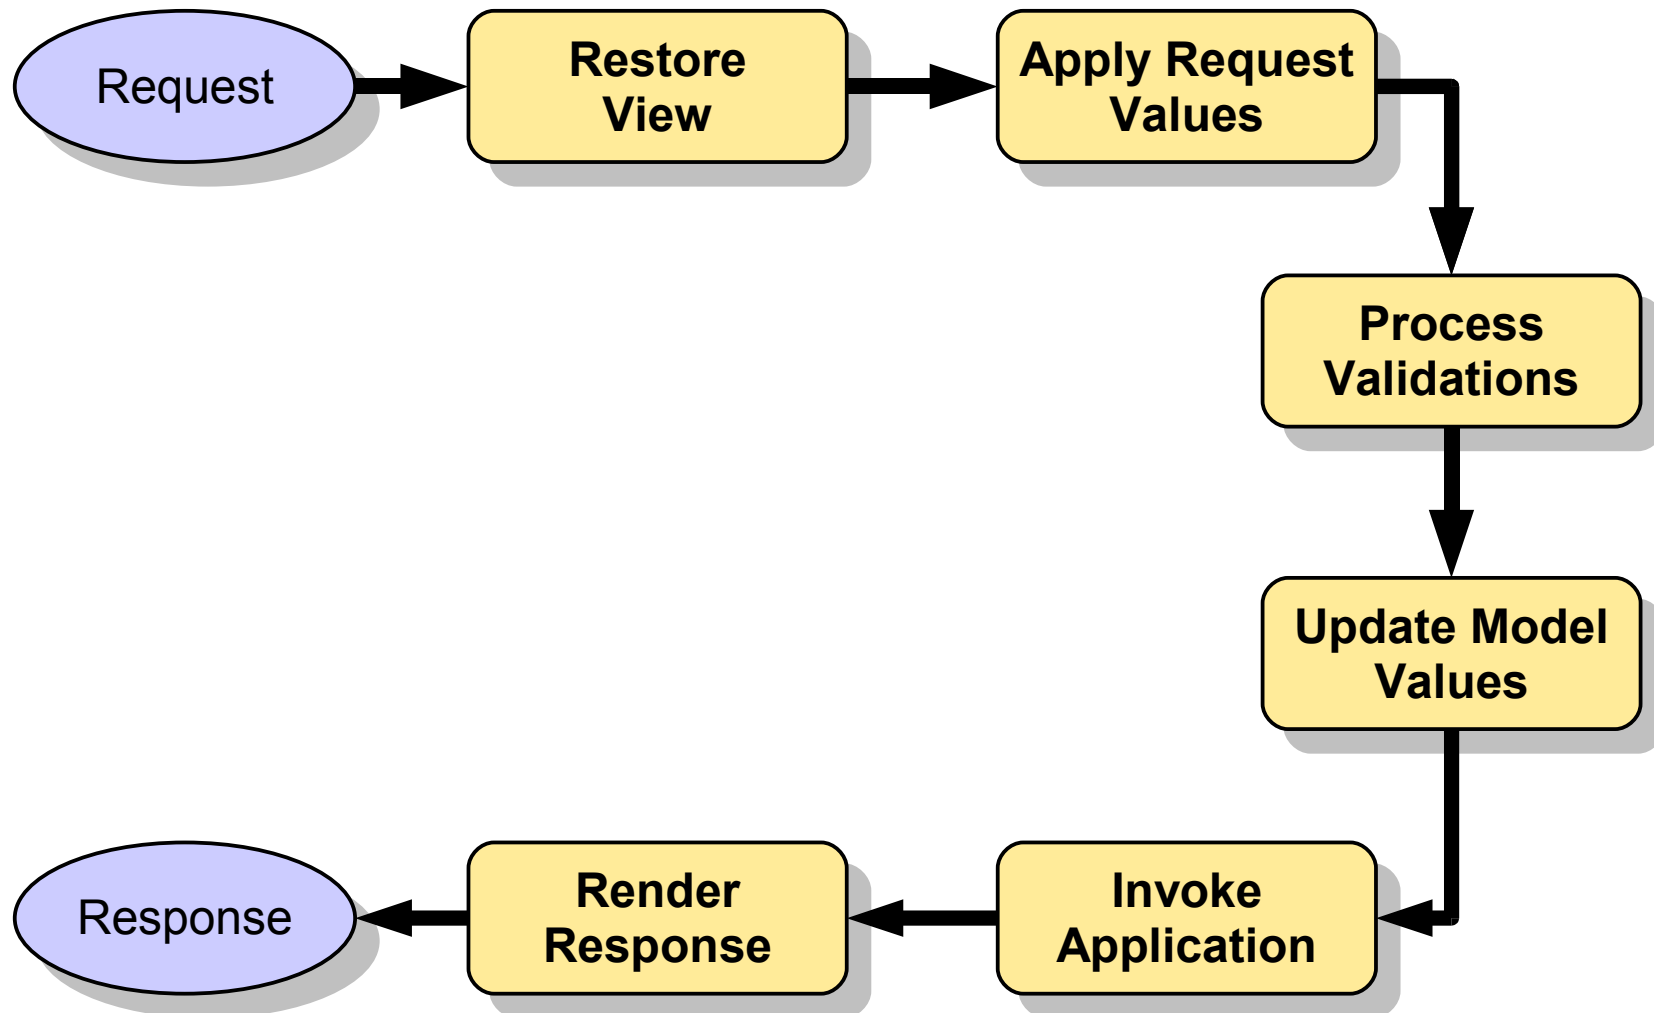 Request
Restore
View
Apply Request
Values
Process
Validations
Update Model
Values
Invoke
Application
Render
Response
Response